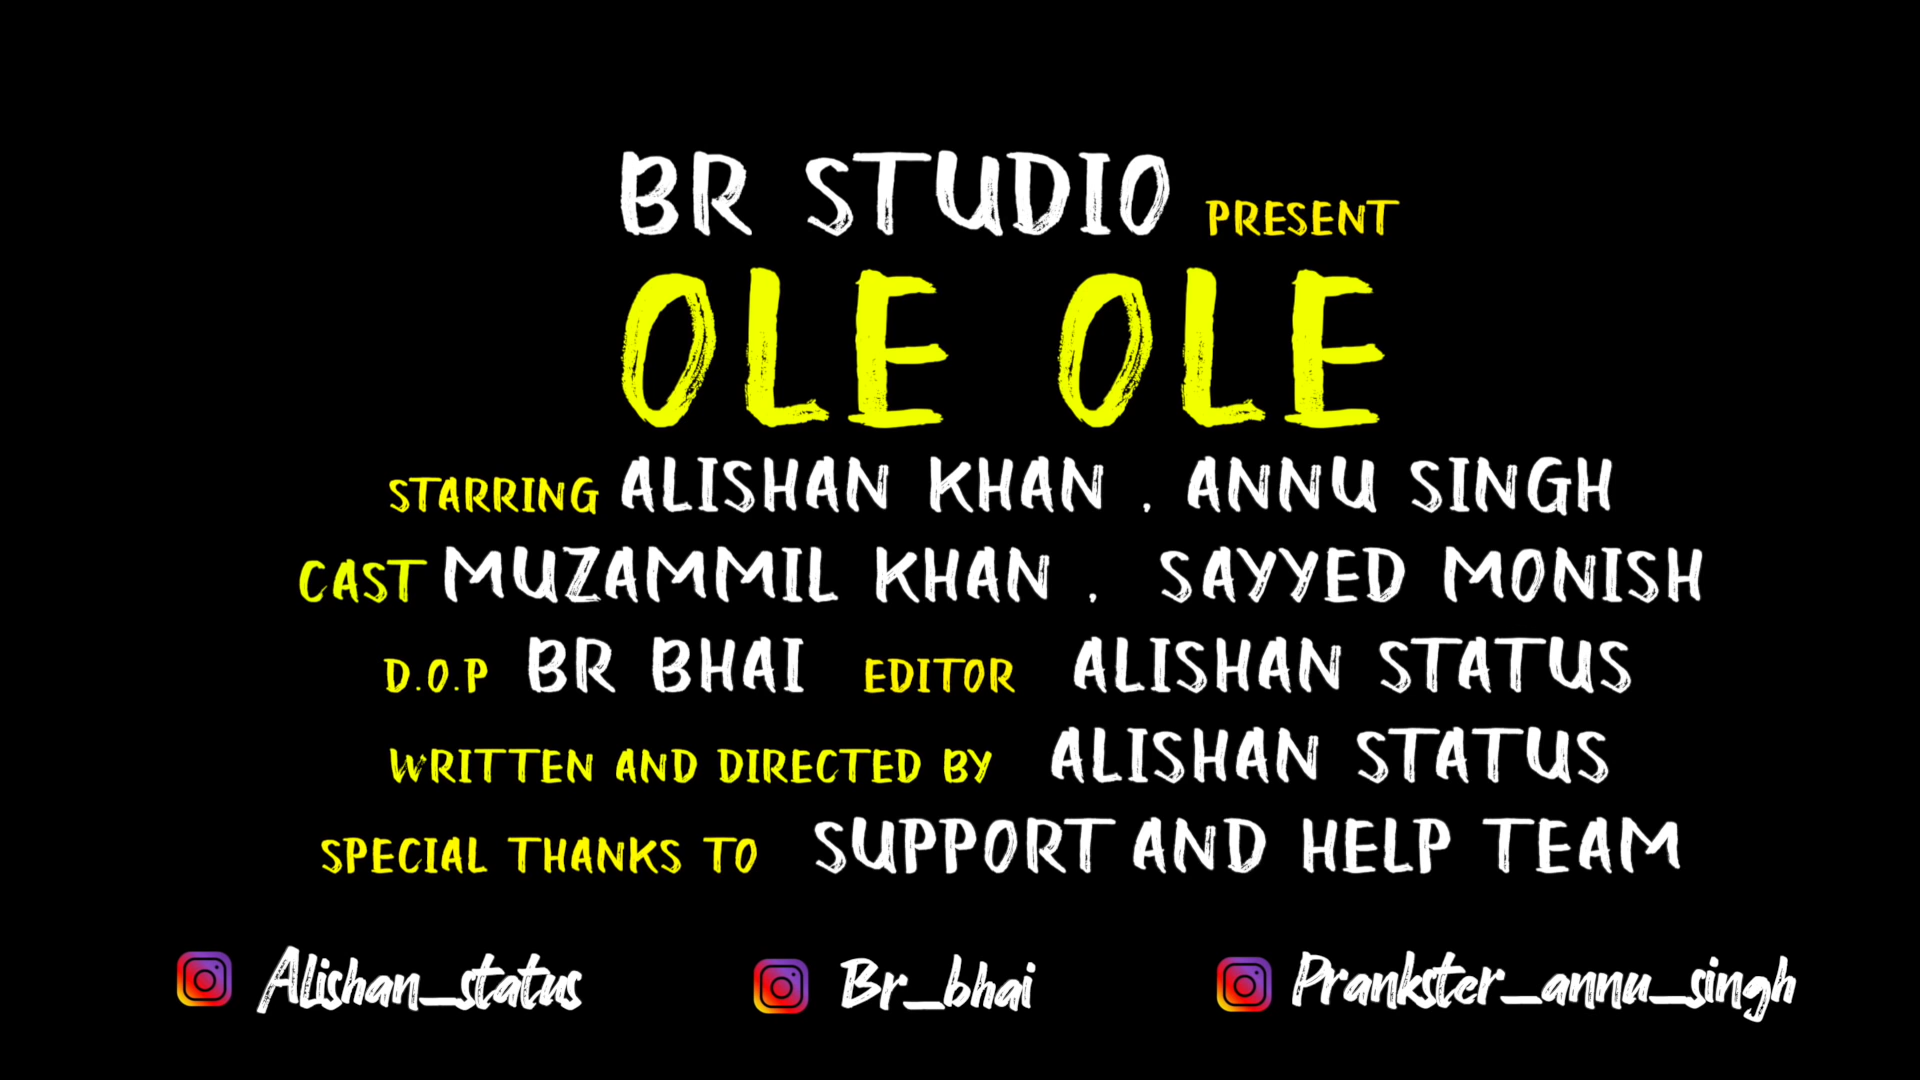 BR STUDIO PRESENT
OLE OLE
STARRING ALISHAN KHAN , ANNU SINGH
CAST MUZAMMIL KHAN , SAYYED MONISH
D.O.P BR BHAI EDITOR ALISHAN STATUS
WRITTEN AND DIRECTED BY ALISHAN STATUS
SPECIAL THANKS TO SUPPORT AND HELP TEAM
Alishan_status Br_bhai Prankster_annu_singh